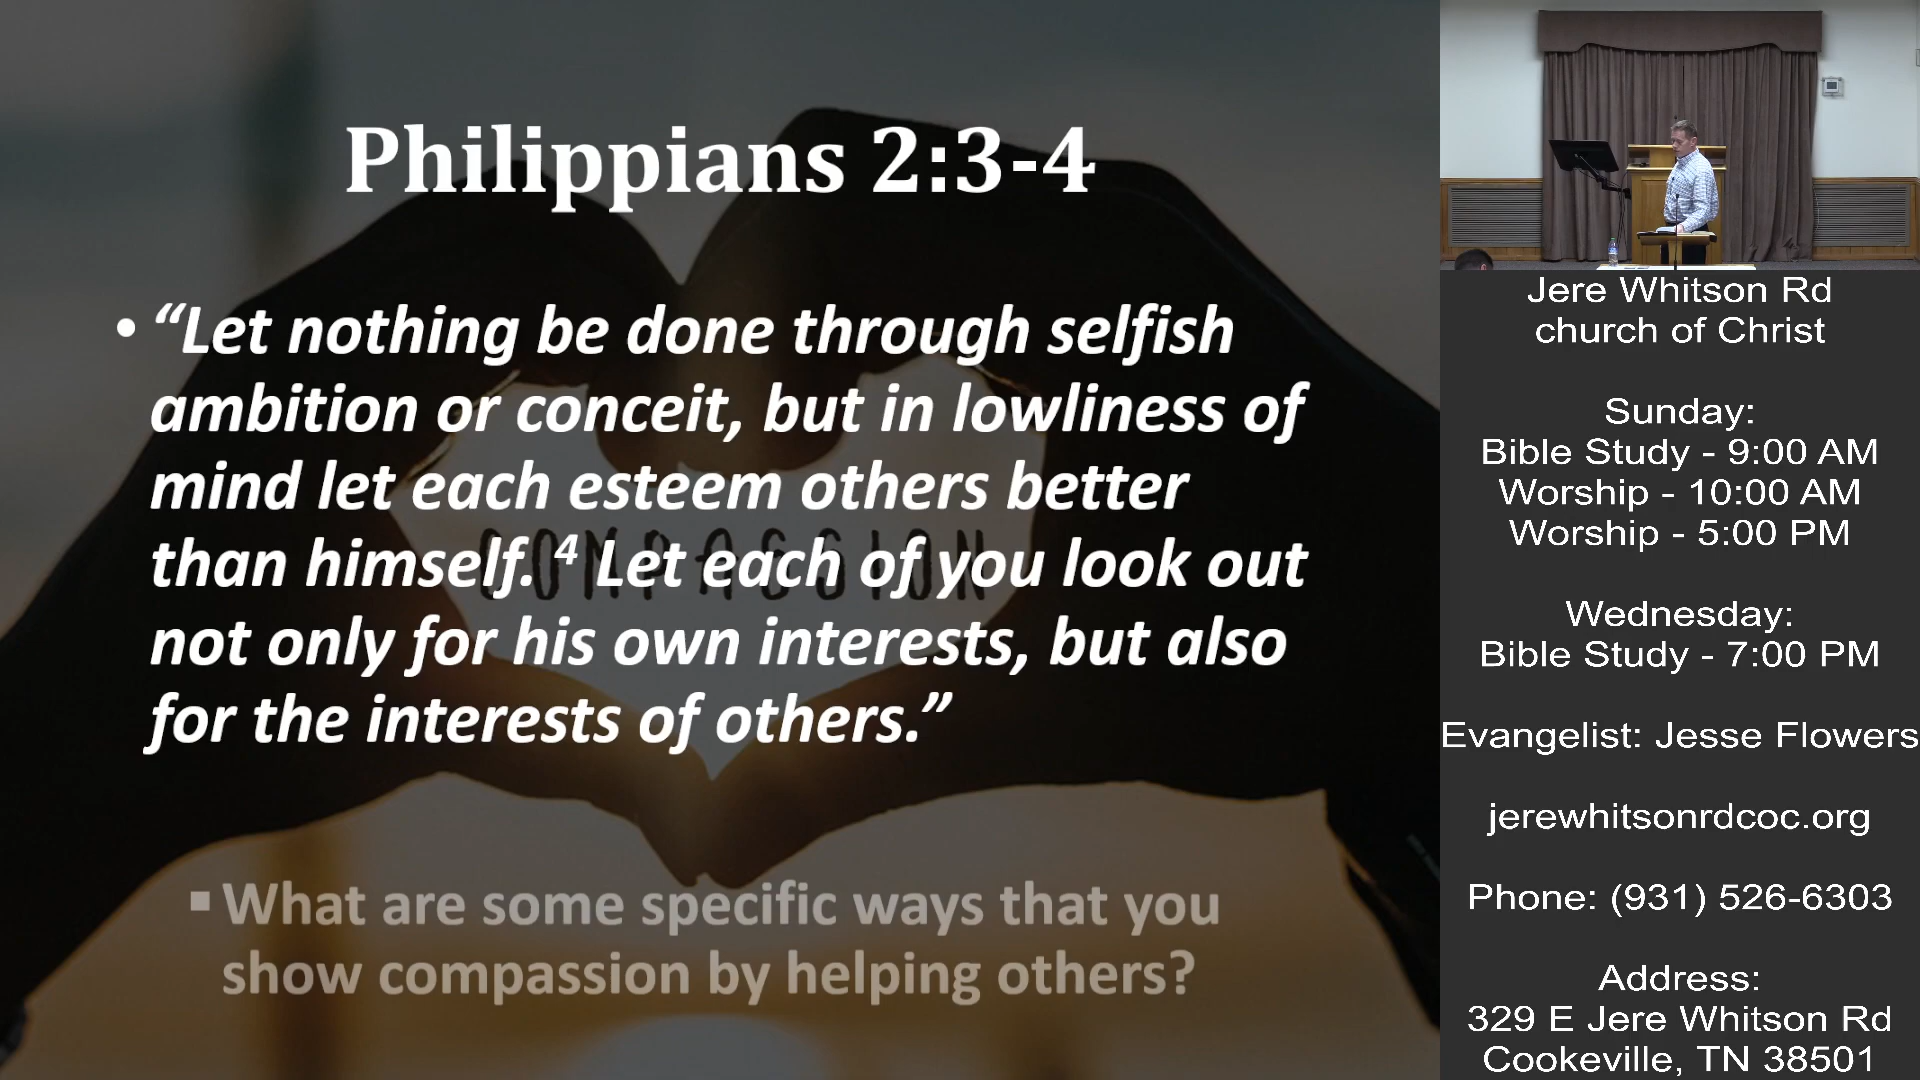 Philippians 2:3-4
• “Let nothing be done through selfish
ambition or conceit, but in lowliness of
mind let each esteem others better
than himself. ⁴ Let each of you look out
not only for his own interests, but also
for the interests of others.”
COMPASSION
▪ What are some specific ways that you
show compassion by helping others?
Jere Whitson Rd
church of Christ
Sunday:
Bible Study - 9:00 AM
Worship - 10:00 AM
Worship - 5:00 PM
Wednesday:
Bible Study - 7:00 PM
Evangelist: Jesse Flowers
jerewhitsonrdcoc.org
Phone: (931) 526-6303
Address:
329 E Jere Whitson Rd
Cookeville, TN 38501